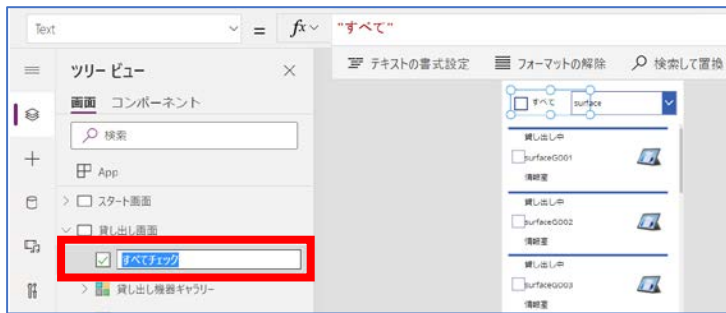 Text
=
fx
"すべて"
ツリー ビュー
テキストの書式設定 フォーマットの解除 検索して置換
画面 コンポーネント
検索
App
スタート画面
貸し出し画面
すべてチェック
貸し出し機器ギャラリー
すべて surface
貸し出し中
surfaceG001
情報室
貸し出し中
surfaceG002
情報室
貸し出し中
surfaceG003
情報室